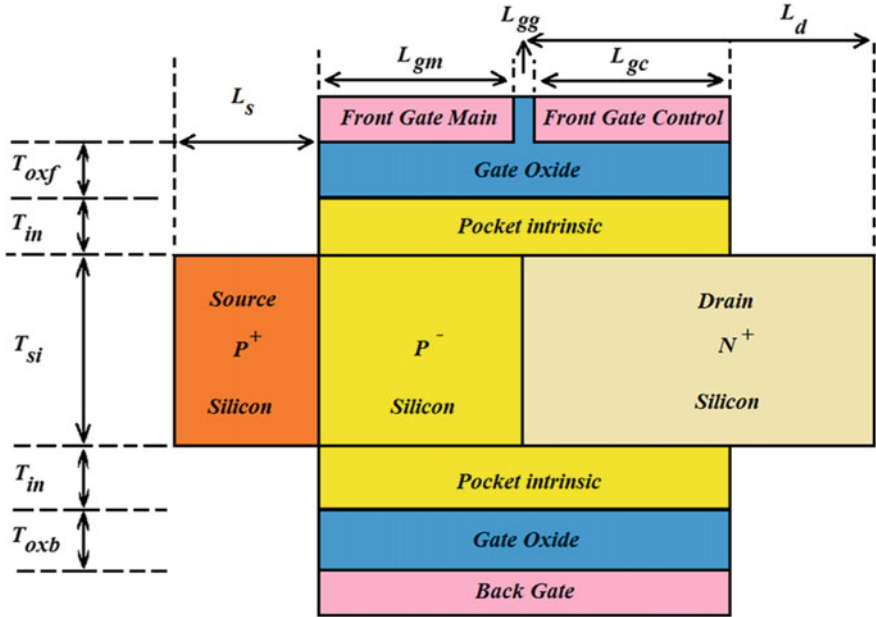 L_gg
L_d
L_gm
L_gc
L_s
Front Gate Main
Front Gate Control
T_oxf
Gate Oxide
T_in
Pocket intrinsic
Source
Drain
T_si
P^+
P^-
N^+
Silicon
Silicon
Silicon
T_in
Pocket intrinsic
T_oxb
Gate Oxide
Back Gate